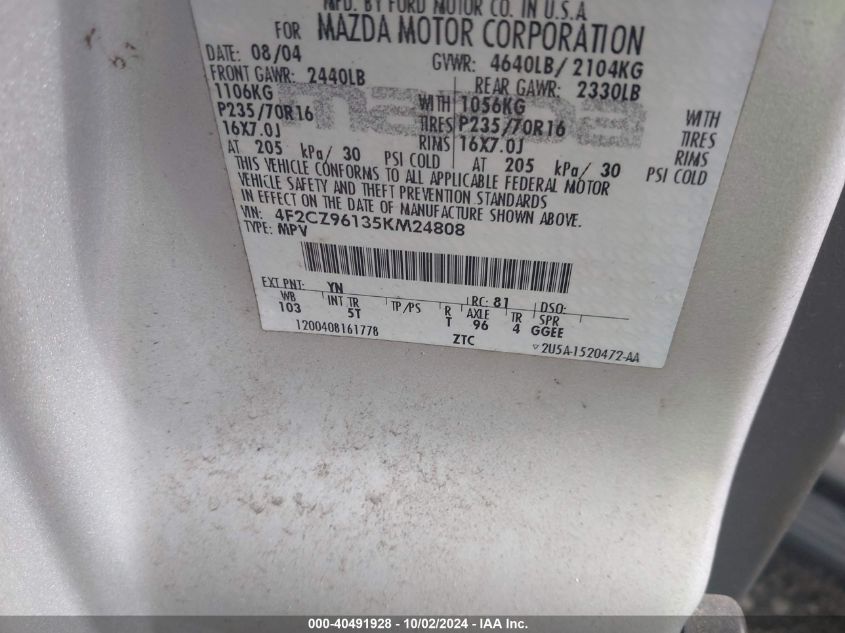 MFD. BY FORD MOTOR CO. IN U.S.A
FOR MAZDA MOTOR CORPORATION
DATE: 08/04 GVWR: 4640LB/ 2104KG
FRONT GAWR: 2440LB REAR GAWR: 2330LB
1106KG WITH 1056KG WITH
P235/70R16 TIRES P235/70R16 TIRES
16X7.0J RIMS 16X7.0J RIMS
AT 205 kPa/ 30 PSI COLD AT 205 kPa/ 30 PSI COLD
THIS VEHICLE CONFORMS TO ALL APPLICABLE FEDERAL MOTOR
VEHICLE SAFETY AND THEFT PREVENTION STANDARDS
IN EFFECT ON THE DATE OF MANUFACTURE SHOWN ABOVE.
VIN: 4F2CZ96135KM24808
TYPE: MPV
EXT PNT: YN RC: 81 DSO:
WB INT TR TP/PS R AXLE TR SPR
103 5T T 96 4 GGEE
1200408161778 ZTC 2U5A-1520472-AA
mazda
000-40491928 - 10/02/2024 - IAA Inc.